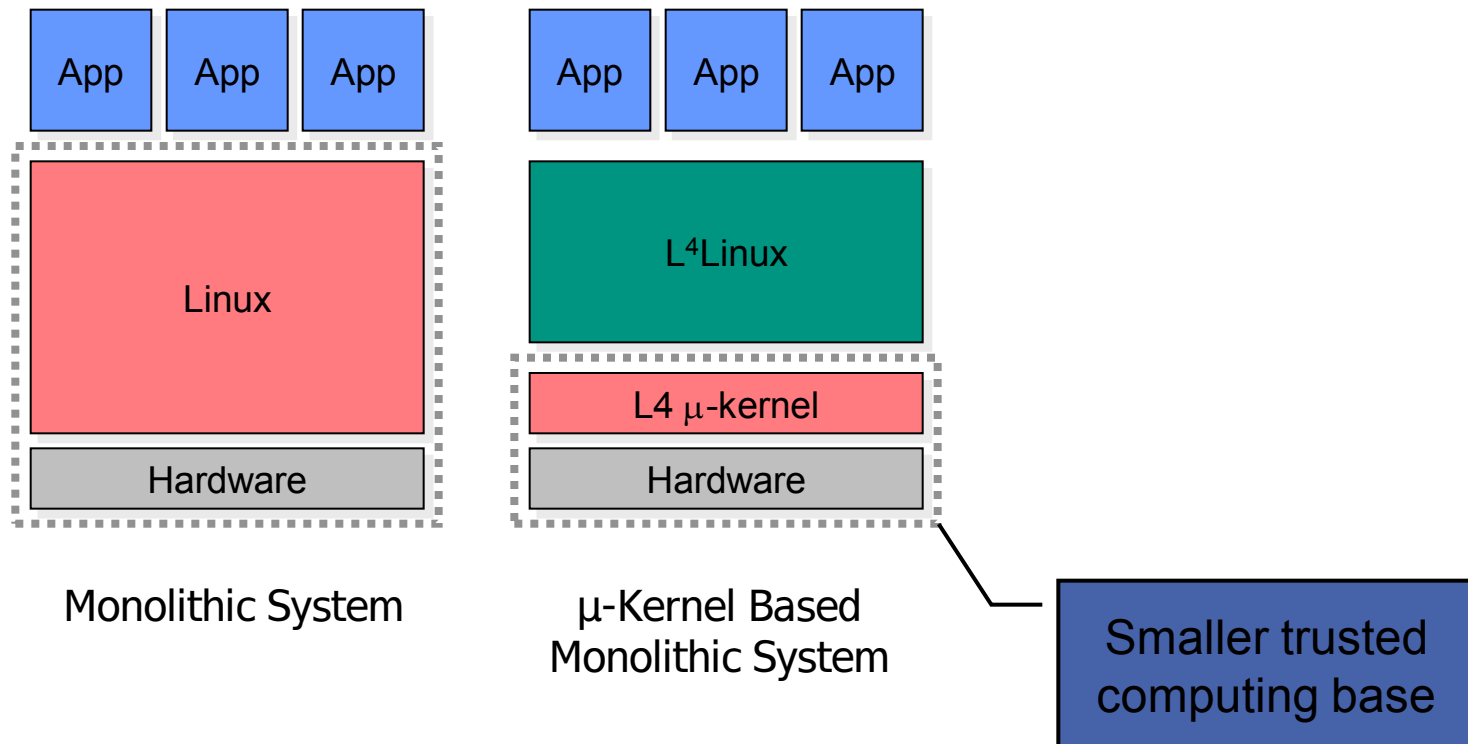 App App App
Linux
Hardware
Monolithic System
App App App
L⁴Linux
L4 μ-kernel
Hardware
μ-Kernel Based
Monolithic System
Smaller trusted
computing base